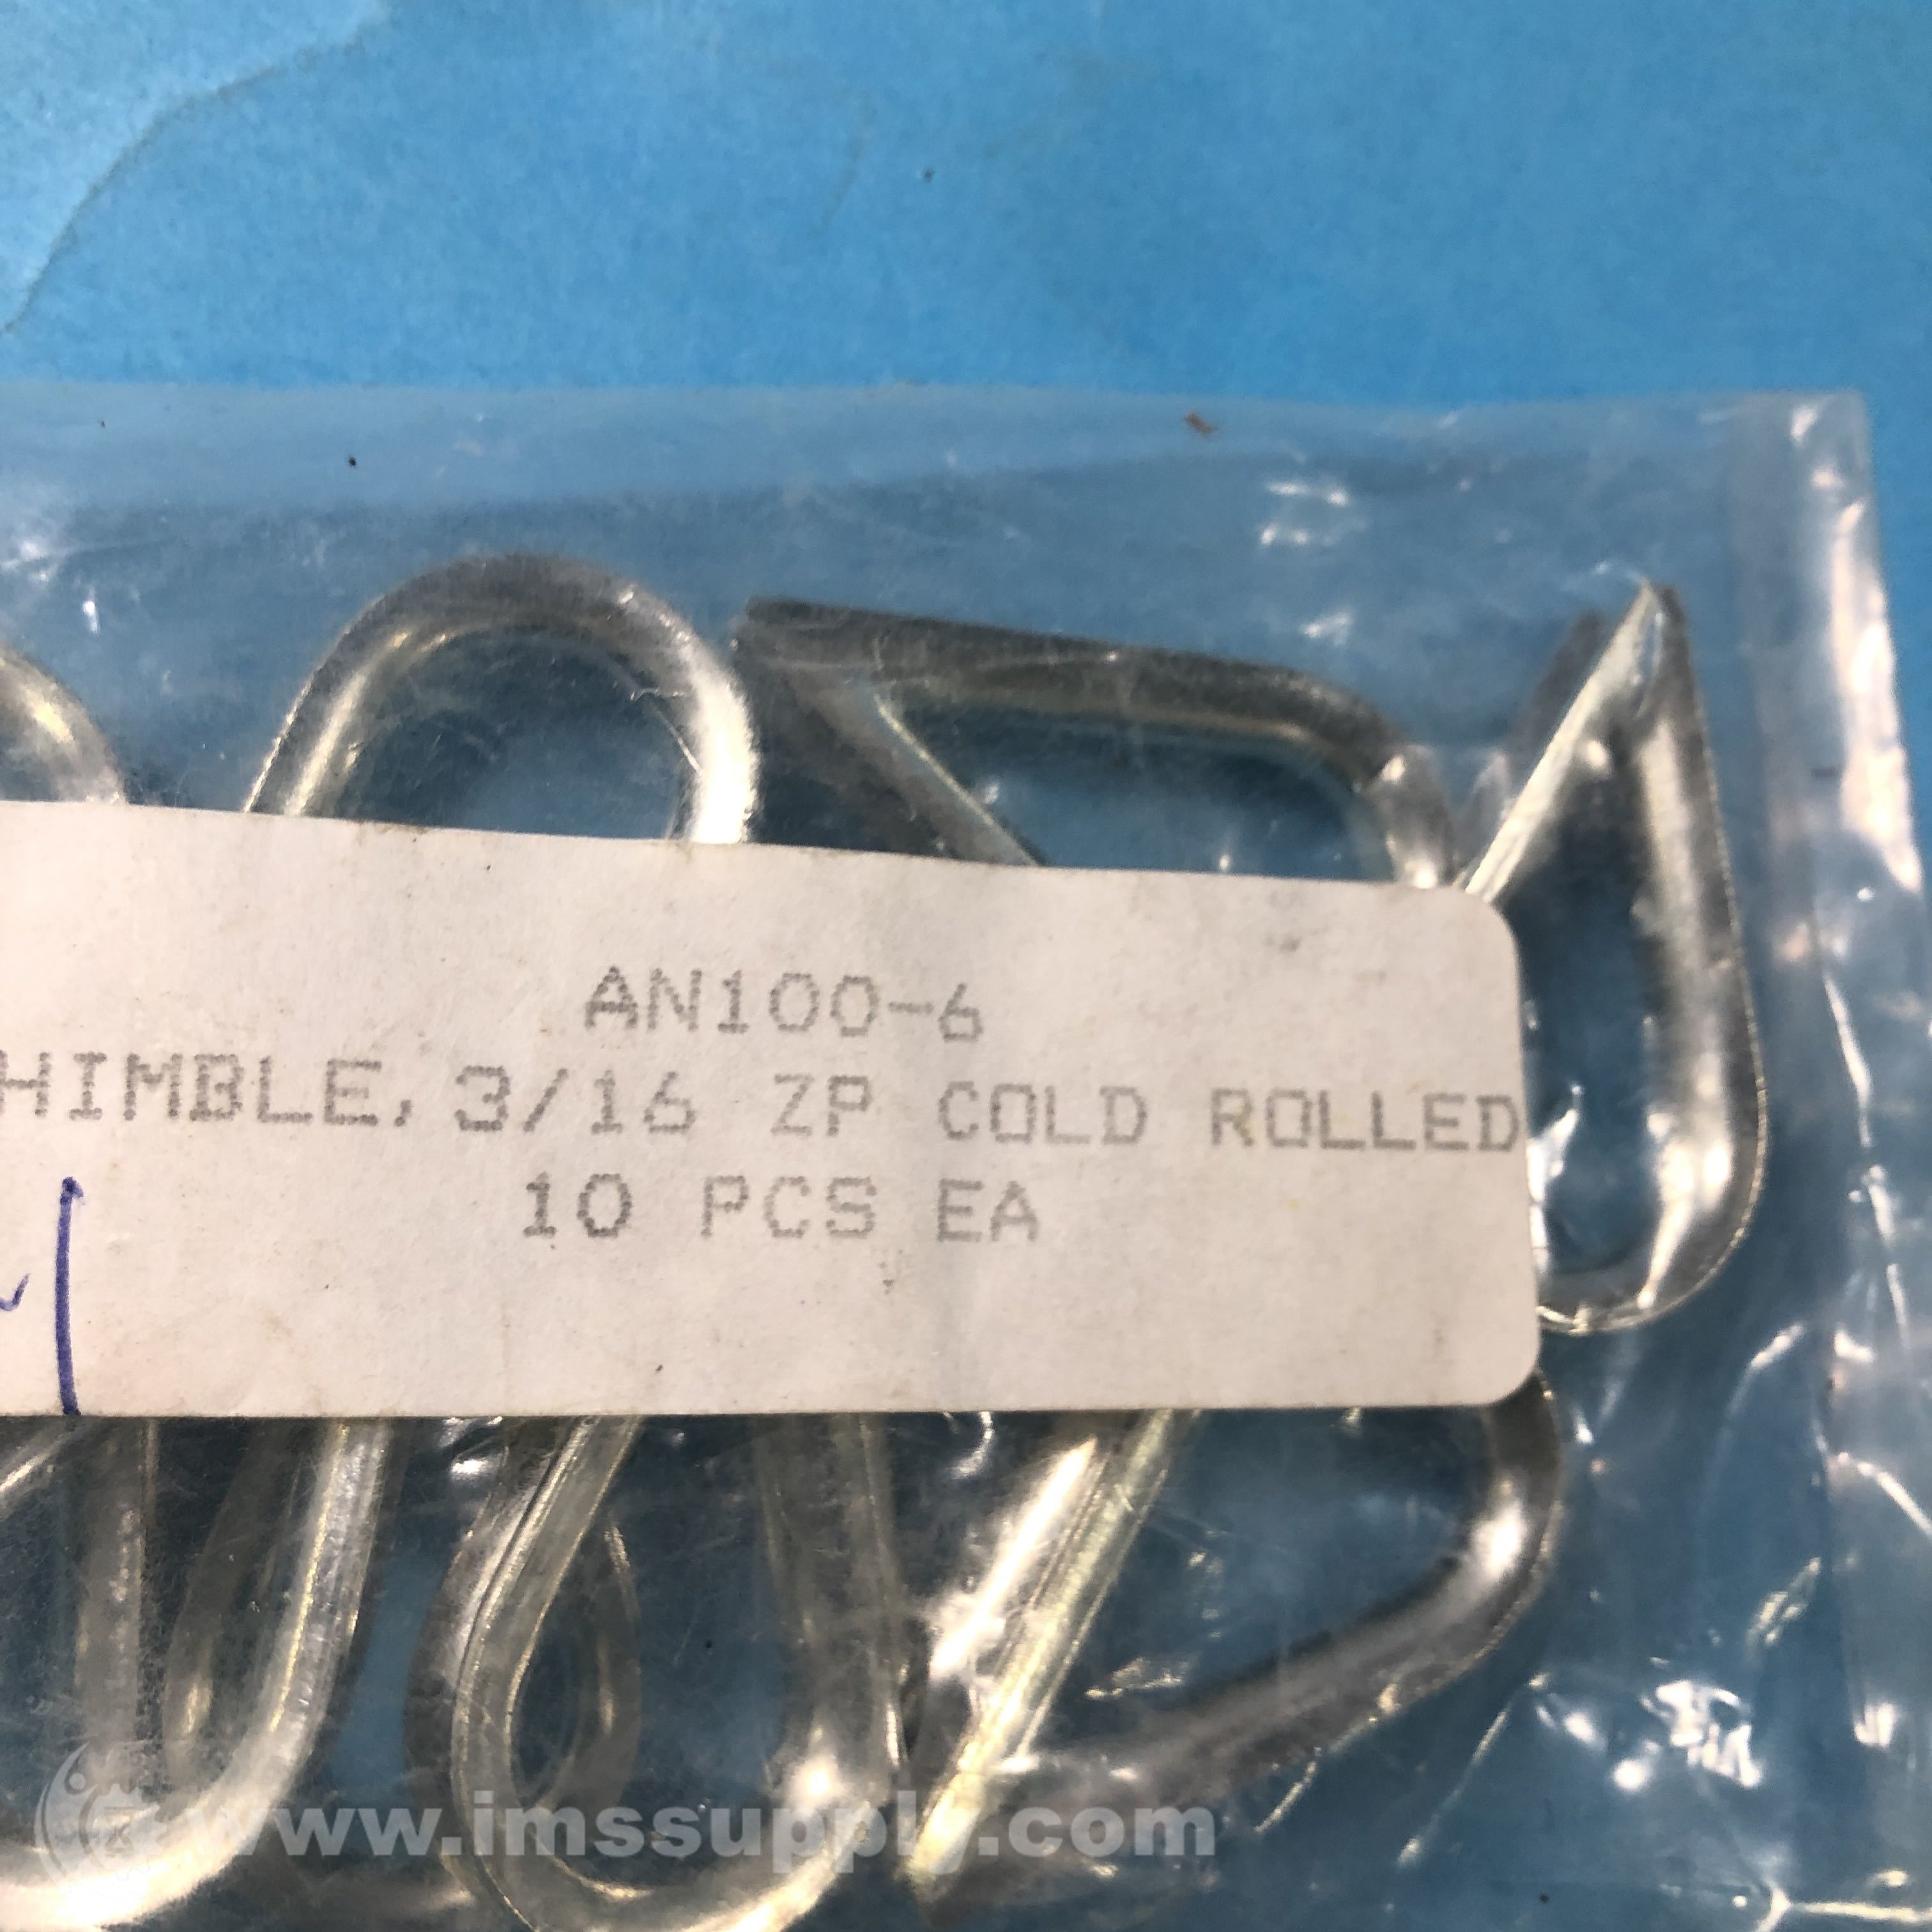 AN100-6
HIMBLE, 3/16 ZP COLD ROLLED
10 PCS EA
www.imssupply.com